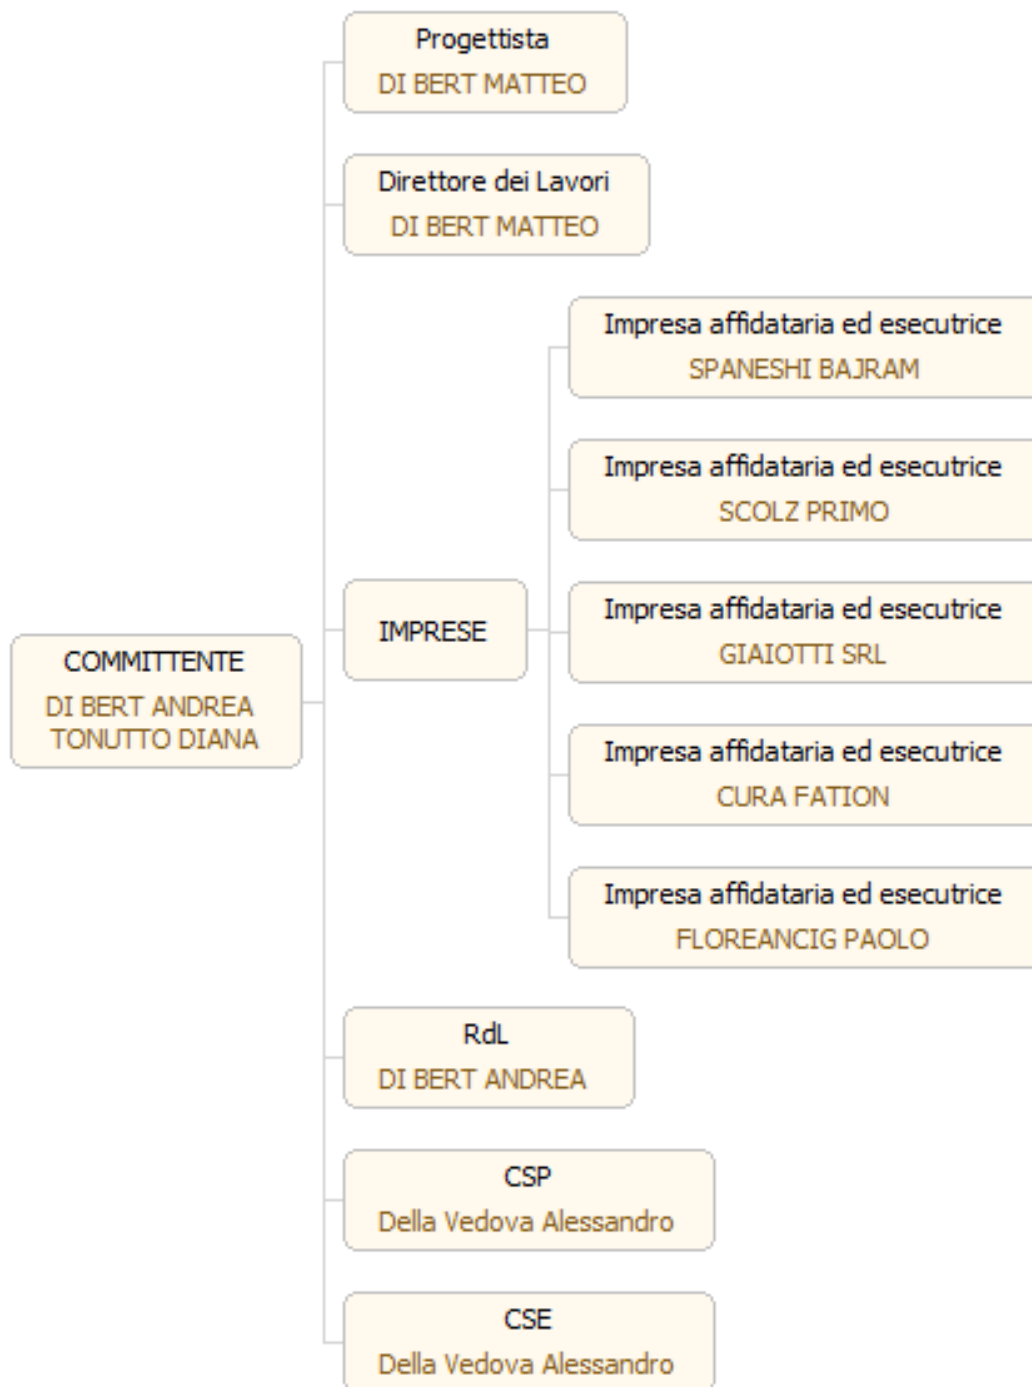 Progettista
DI BERT MATTEO
Direttore dei Lavori
DI BERT MATTEO
Impresa affidataria ed esecutrice
SPANESHI BAJRAM
Impresa affidataria ed esecutrice
SCOLZ PRIMO
IMPRESE
Impresa affidataria ed esecutrice
GIAIOTTI SRL
COMMITTENTE
DI BERT ANDREA
TONUTTO DIANA
Impresa affidataria ed esecutrice
CURA FATION
Impresa affidataria ed esecutrice
FLOREANCIG PAOLO
RdL
DI BERT ANDREA
CSP
Della Vedova Alessandro
CSE
Della Vedova Alessandro